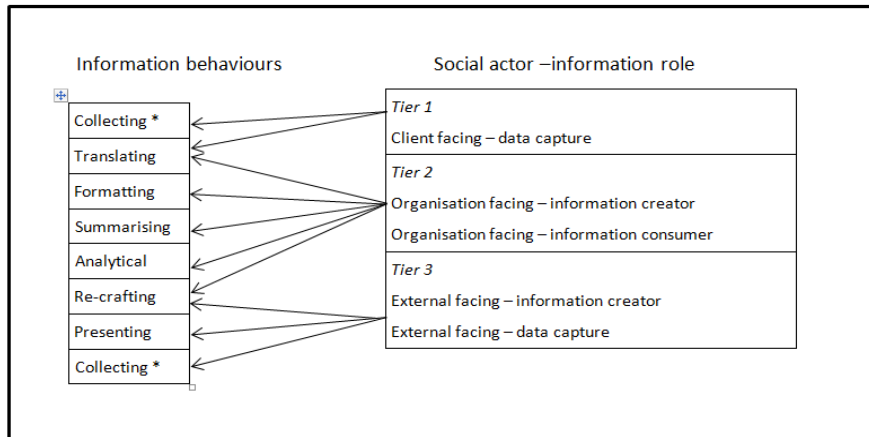 Information behaviours
Social actor –information role
Collecting *
Translating
Formatting
Summarising
Analytical
Re-crafting
Presenting
Collecting *
Tier 1
Client facing – data capture
Tier 2
Organisation facing – information creator
Organisation facing – information consumer
Tier 3
External facing – information creator
External facing – data capture